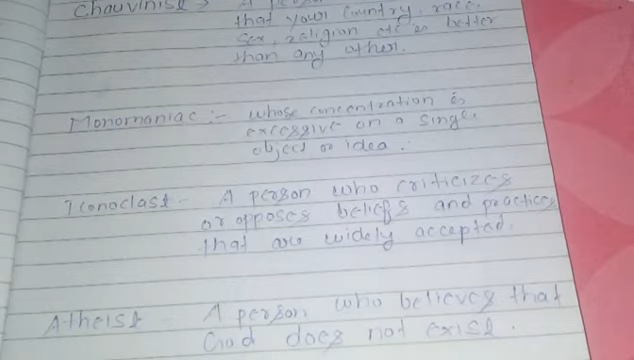 Chauvinist >
that your country, race,
sex, religion etc is better
than any other.
Monomaniac :- whose concentration is
excessive on a single
object or idea.
Iconoclast - A person who criticizes
or opposes beliefs and practices
that are widely accepted.
Atheist - A person who believes that
God does not exist.